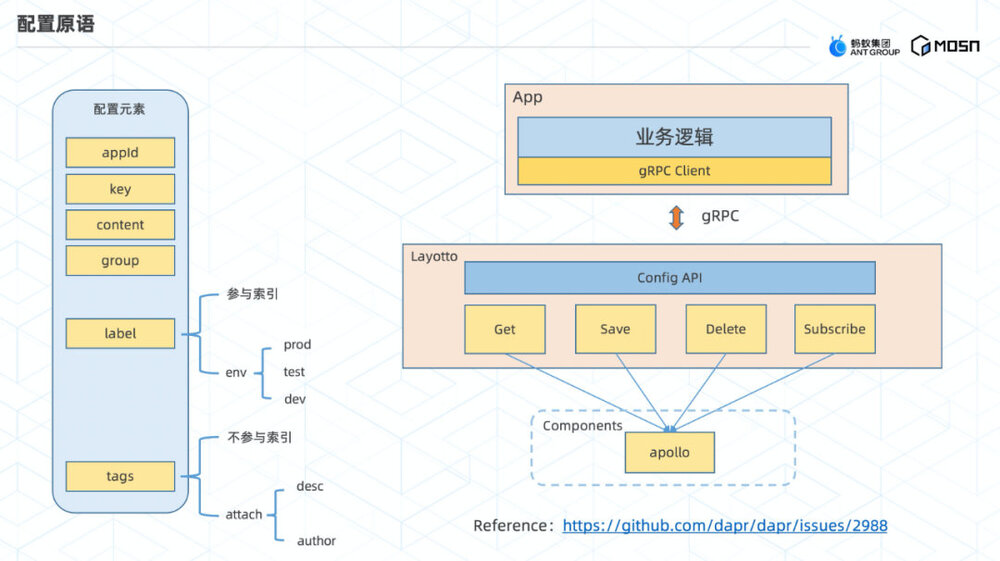 配置原语
蚂蚁集团
ANT GROUP
MOSN
配置元素
appId
key
content
group
label
tags
参与索引
env
prod
test
dev
不参与索引
attach
desc
author
App
业务逻辑
gRPC Client
gRPC
Layotto
Config API
Get
Save
Delete
Subscribe
Components
apollo
Reference：https://github.com/dapr/dapr/issues/2988